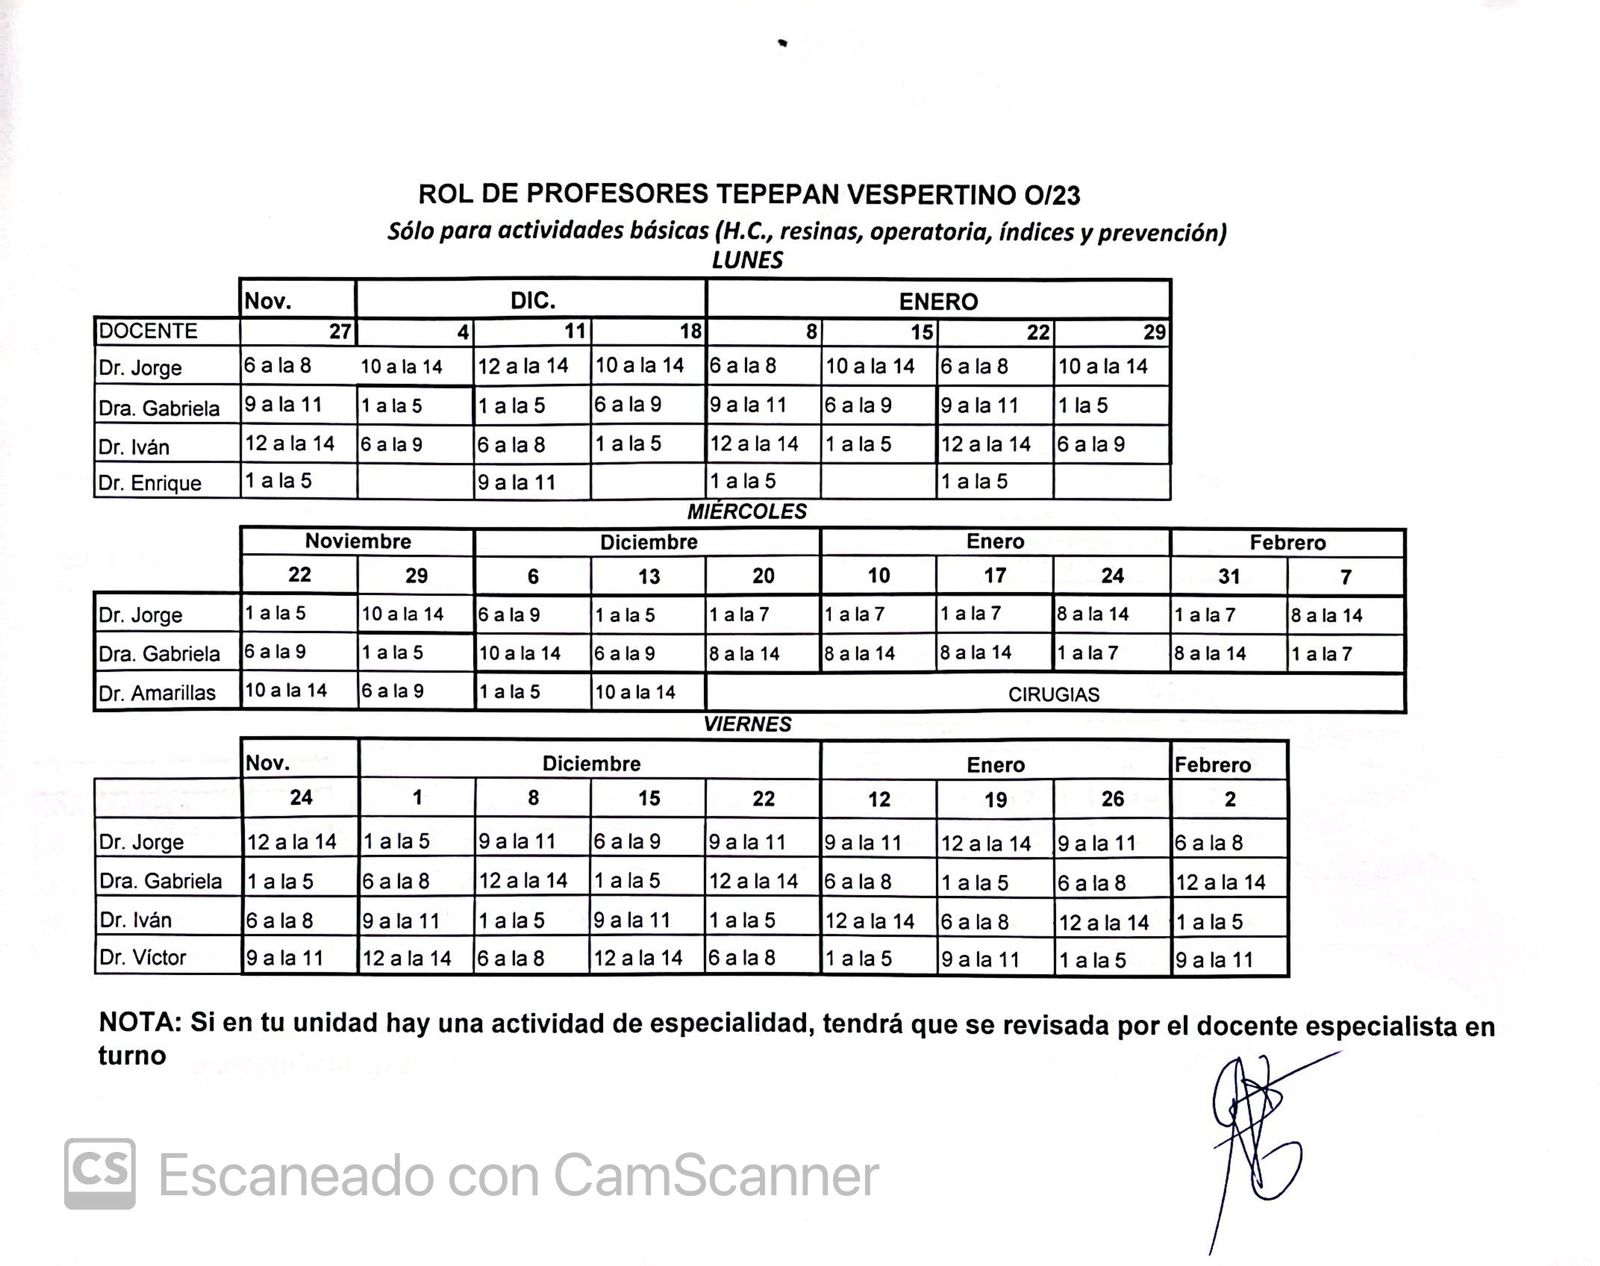 ROL DE PROFESORES TEPEPAN VESPERTINO O/23
Sólo para actividades básicas (H.C., resinas, operatoria, índices y prevención)
LUNES
Nov. DIC. ENERO
DOCENTE 27 4 11 18 8 15 22 29
Dr. Jorge 6 a la 8 10 a la 14 12 a la 14 10 a la 14 6 a la 8 10 a la 14 6 a la 8 10 a la 14
Dra. Gabriela 9 a la 11 1 a la 5 1 a la 5 6 a la 9 9 a la 11 6 a la 9 9 a la 11 1 la 5
Dr. Iván 12 a la 14 6 a la 9 6 a la 8 1 a la 5 12 a la 14 1 a la 5 12 a la 14 6 a la 9
Dr. Enrique 1 a la 5 9 a la 11 1 a la 5 1 a la 5
MIÉRCOLES
Noviembre Diciembre Enero Febrero
22 29 6 13 20 10 17 24 31 7
Dr. Jorge 1 a la 5 10 a la 14 6 a la 9 1 a la 5 1 a la 7 1 a la 7 1 a la 7 8 a la 14 1 a la 7 8 a la 14
Dra. Gabriela 6 a la 9 1 a la 5 10 a la 14 6 a la 9 8 a la 14 8 a la 14 8 a la 14 1 a la 7 8 a la 14 1 a la 7
Dr. Amarillas 10 a la 14 6 a la 9 1 a la 5 10 a la 14 CIRUGIAS
VIERNES
Nov. Diciembre Enero Febrero
24 1 8 15 22 12 19 26 2
Dr. Jorge 12 a la 14 1 a la 5 9 a la 11 6 a la 9 9 a la 11 9 a la 11 12 a la 14 9 a la 11 6 a la 8
Dra. Gabriela 1 a la 5 6 a la 8 12 a la 14 1 a la 5 12 a la 14 6 a la 8 1 a la 5 6 a la 8 12 a la 14
Dr. Iván 6 a la 8 9 a la 11 1 a la 5 9 a la 11 1 a la 5 12 a la 14 6 a la 8 12 a la 14 1 a la 5
Dr. Víctor 9 a la 11 12 a la 14 6 a la 8 12 a la 14 6 a la 8 1 a la 5 9 a la 11 1 a la 5 9 a la 11
NOTA: Si en tu unidad hay una actividad de especialidad, tendrá que se revisada por el docente especialista en
turno
CS Escaneado con CamScanner